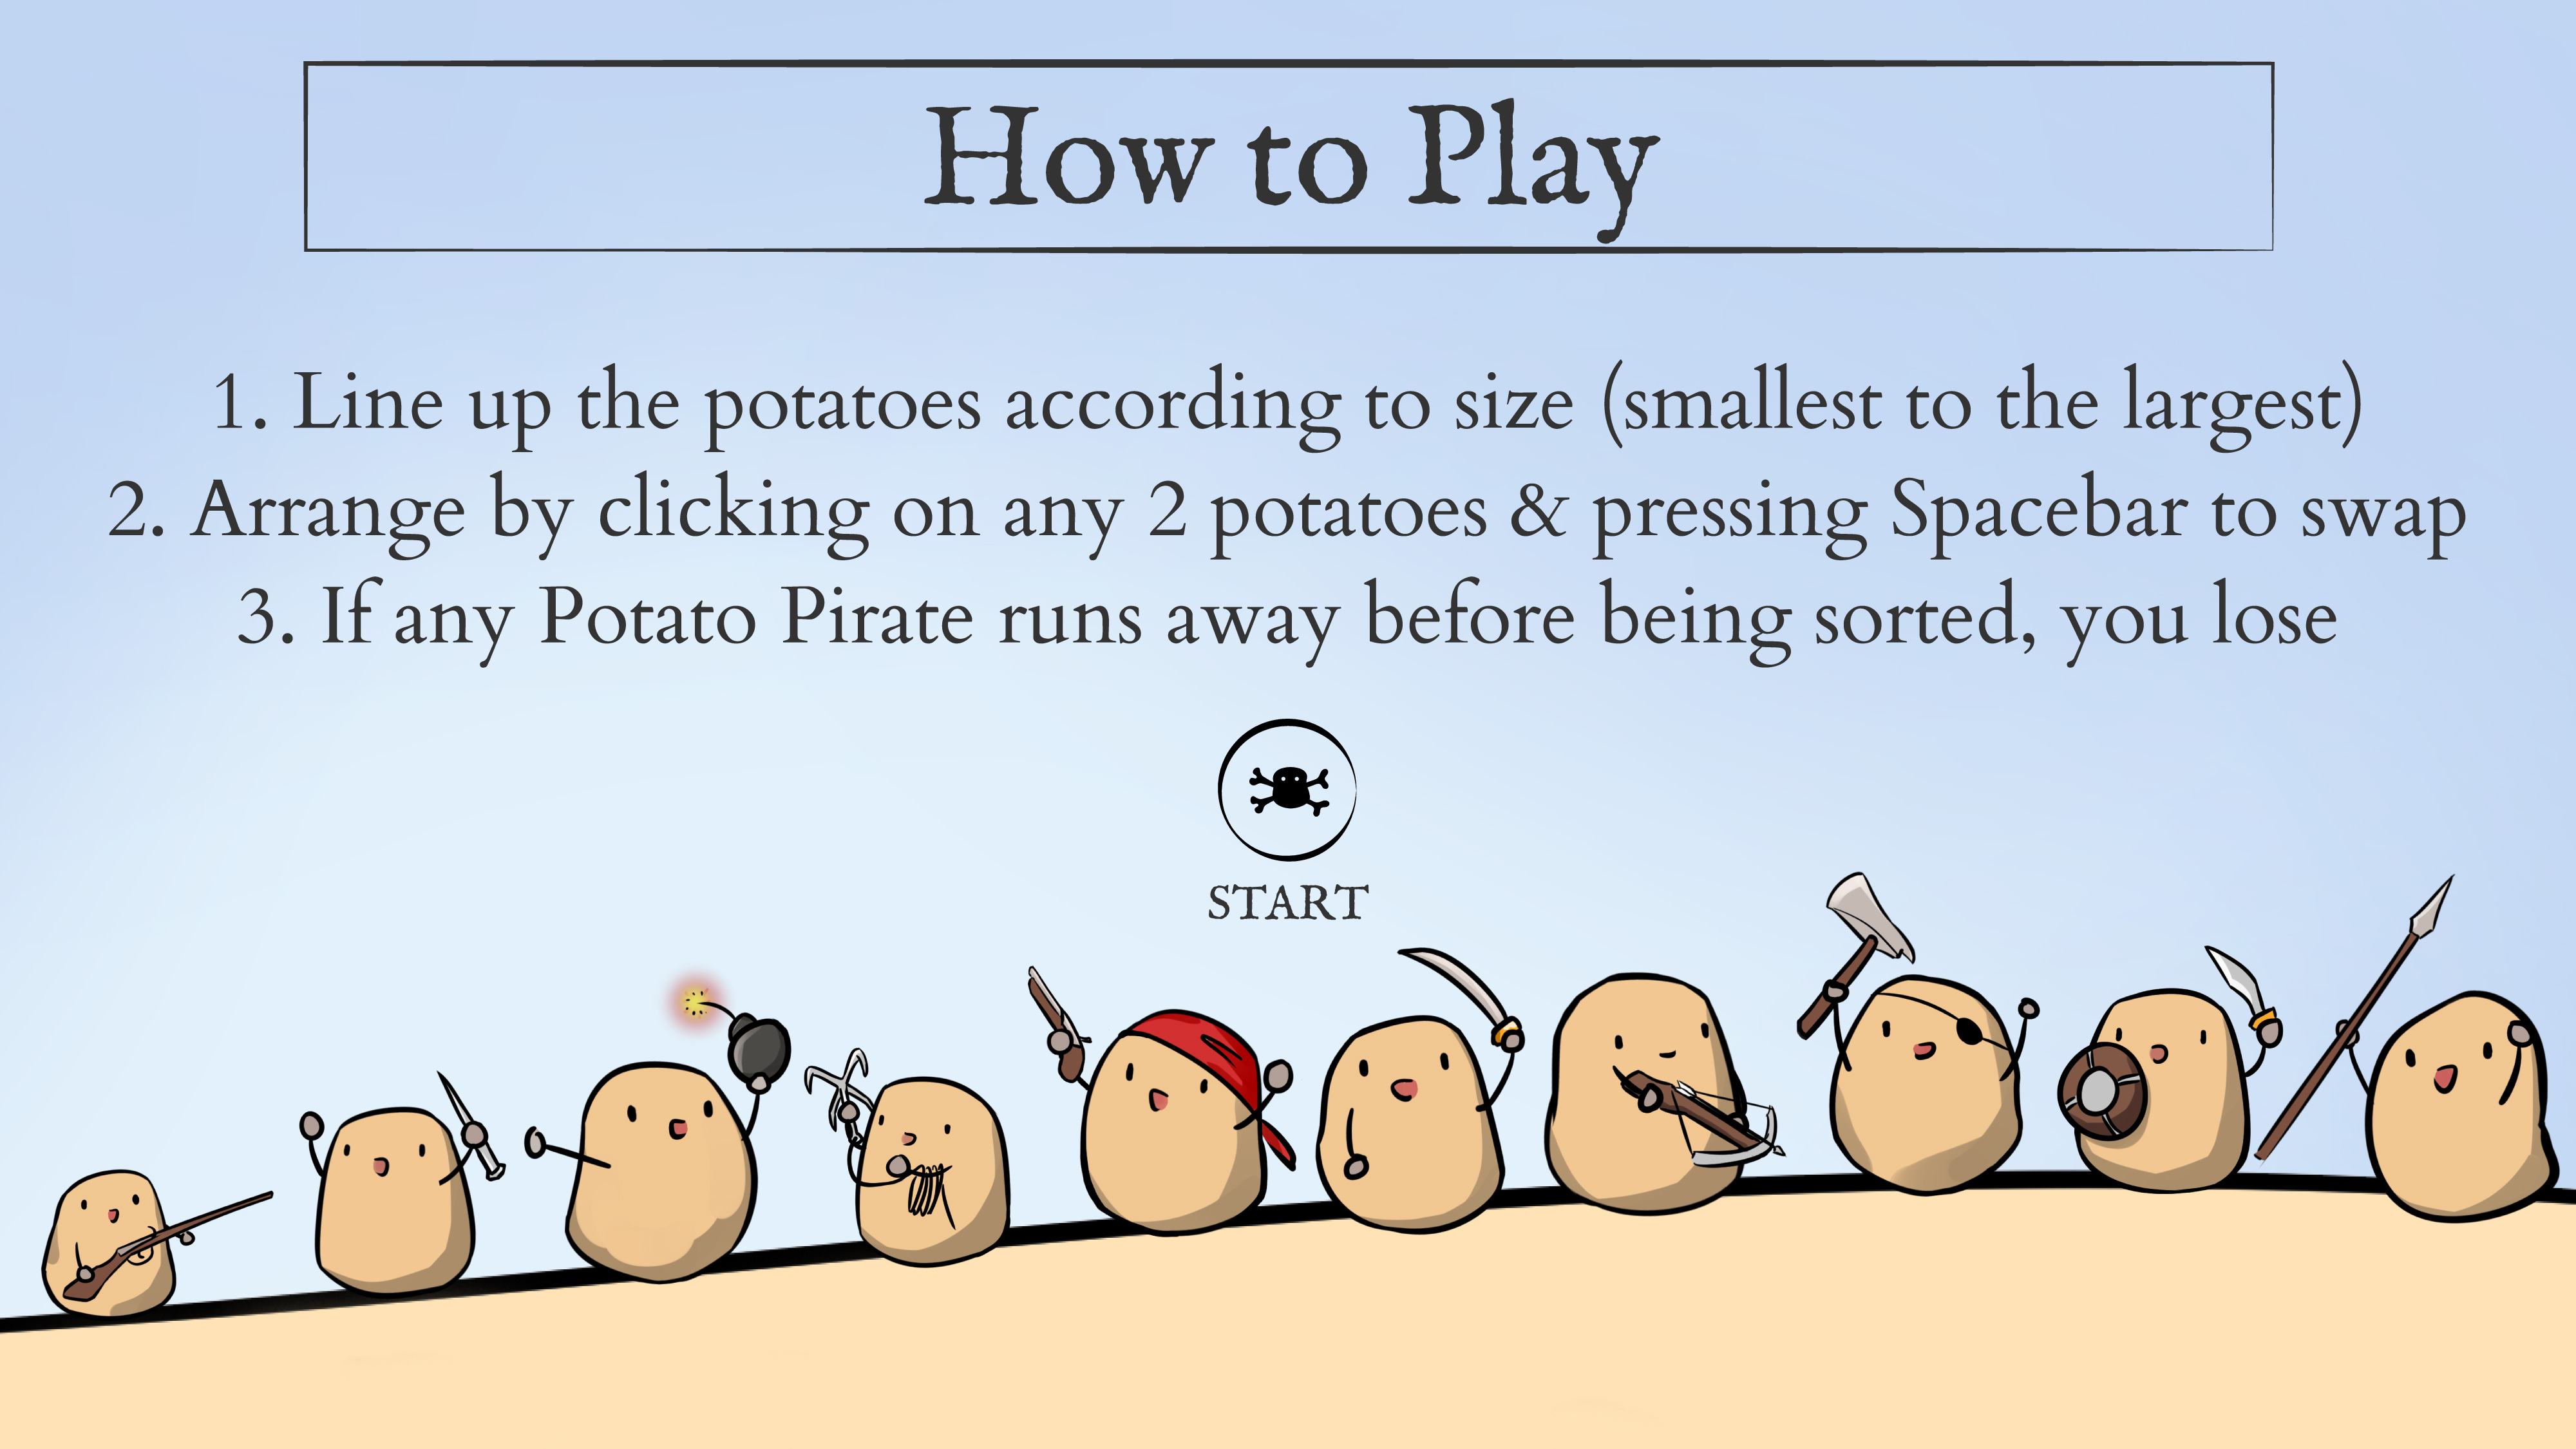 How to Play
1. Line up the potatoes according to size (smallest to the largest)
2. Arrange by clicking on any 2 potatoes & pressing Spacebar to swap
3. If any Potato Pirate runs away before being sorted, you lose
START